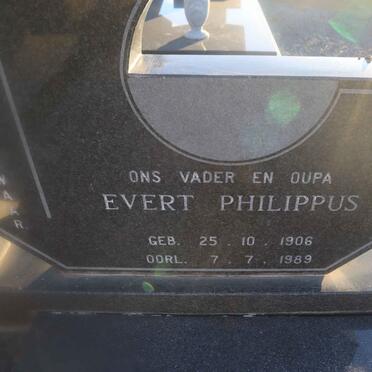 ONS VADER EN OUPA
EVERT PHILIPPUS
GEB. 25.10.1906
OORL. 7.7.1989